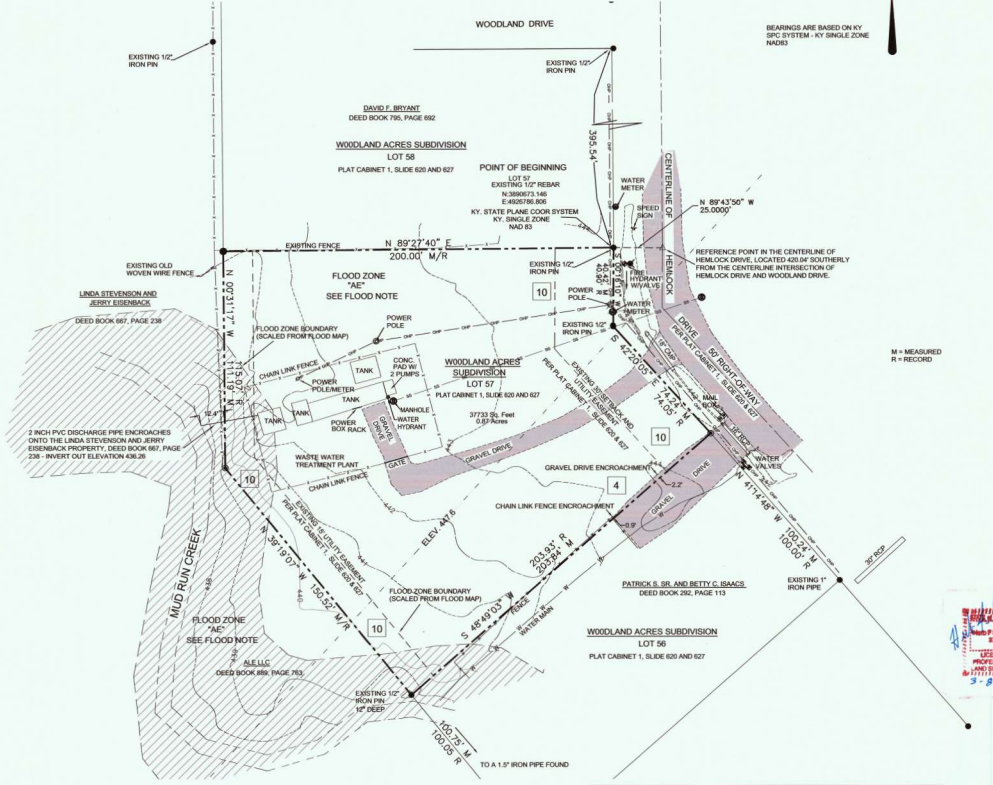 WOODLAND DRIVE
BEARINGS ARE BASED ON KY
SPC SYSTEM - KY SINGLE ZONE
NAD83
EXISTING 1/2"
IRON PIN
EXISTING 1/2"
IRON PIN
DAVID F. BRYANT
DEED BOOK 795, PAGE 692
WOODLAND ACRES SUBDIVISION
LOT 58
PLAT CABINET 1, SLIDE 620 AND 627
395.54'
POINT OF BEGINNING
LOT 57
EXISTING 1/2" REBAR
N:3890673.146
E:4926786.806
KY. STATE PLANE COOR SYSTEM
KY. SINGLE ZONE
NAD 83
CENTERLINE OF HEMLOCK DRIVE
50' RIGHT-OF-WAY
PER PLAT CABINET 1, SLIDE 620 & 627
WATER
METER
SPEED
SIGN
N 89°43'50" W
25.0000'
EXISTING FENCE
N 89°27'40" E
200.00' M/R
EXISTING OLD
WOVEN WIRE FENCE
EXISTING 1/2"
IRON PIN
FIRE
HYDRANT
W/VALVE
REFERENCE POINT IN THE CENTERLINE OF
HEMLOCK DRIVE, LOCATED 420.04' SOUTHERLY
FROM THE CENTERLINE INTERSECTION OF
HEMLOCK DRIVE AND WOODLAND DRIVE.
FLOOD ZONE
"AE"
SEE FLOOD NOTE
10
LINDA STEVENSON AND
JERRY EISENBACK
DEED BOOK 667, PAGE 238
N 00°31'17" W
115.07' R
111.19' M
FLOOD ZONE BOUNDARY
(SCALED FROM FLOOD MAP)
POWER
POLE
POWER
POLE
WATER
METER
EXISTING 1/2"
IRON PIN
S 42°20'05" E
74.24' M
74.05' R
18" CMP
M = MEASURED
R = RECORD
CHAIN LINK FENCE
TANK
CONC.
PAD W/
2 PUMPS
WOODLAND ACRES
SUBDIVISION
LOT 57
PLAT CABINET 1, SLIDE 620 AND 627
37733 Sq. Feet
0.87 Acres
EXISTING 30' SETBACK AND
UTILITY EASEMENT
PER PLAT CABINET 1, SLIDE 620 & 627
POWER
POLE/METER
TANK
TANK
TANK
MANHOLE
WATER
HYDRANT
POWER
BOX RACK
GRAVEL
DRIVE
12.4'
MAIL
BOX
18" RCP
2 INCH PVC DISCHARGE PIPE ENCROACHES
ONTO THE LINDA STEVENSON AND JERRY
EISENBACK PROPERTY, DEED BOOK 667, PAGE
238 - INVERT OUT ELEVATION 436.26
10
WASTE WATER
TREATMENT PLANT
GATE
GRAVEL DRIVE
CHAIN LINK FENCE
GRAVEL DRIVE ENCROACHMENT
2.2'
GRAVEL DRIVE
WATER
VALVES
10
4
CHAIN LINK FENCE ENCROACHMENT
0.9'
N 41°14'48" W
100.24' M
100.00' R
EXISTING 15' UTILITY EASEMENT
PER PLAT CABINET 1, SLIDE 620 & 627
ELEV. 447.6
203.93' R
203.84' M
30" RCP
MUD RUN CREEK
N 39°19'07" W
150.52' M/R
FLOOD ZONE BOUNDARY
(SCALED FROM FLOOD MAP)
S 48°49'03" W
FENCE
WATER MAIN
PATRICK S. SR. AND BETTY C. ISAACS
DEED BOOK 292, PAGE 113
EXISTING 1"
IRON PIPE
FLOOD ZONE
"AE"
SEE FLOOD NOTE
10
WOODLAND ACRES SUBDIVISION
LOT 56
PLAT CABINET 1, SLIDE 620 AND 627
ALE LLC
DEED BOOK 889, PAGE 763
EXISTING 1/2"
IRON PIN
12" DEEP
100.75' M
100.05' R
TO A 1.5" IRON PIPE FOUND